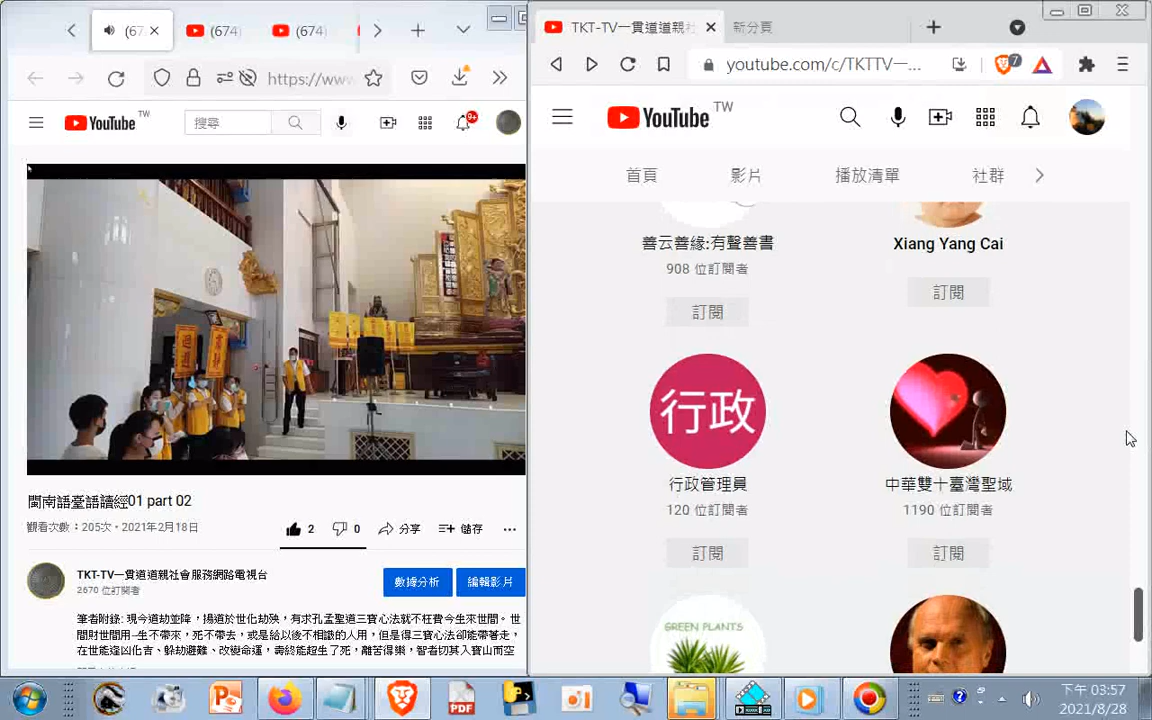 (67
(674)
(674)
https://www
YouTube TW
搜尋
9+
閩南語臺語讀經01 part 02
觀看次數：205次・2021年2月18日
2
0
分享
儲存
TKT-TV一貫道道親社會服務網路電視台
2670 位訂閱者
數據分析
編輯影片
筆者附錄: 現今道劫並降，揚道於世化劫殃，有求孔孟聖道三寶心法就不枉費今生來世間。世
間財世間用一生不帶來，死不帶去，或是給以後不相識的人用，但是得三寶心法卻能帶著走，
在世能逢凶化吉、躲劫避難、改變命運，壽終能超生了死，離苦得樂，智者切莫入寶山而空
TKT-TV一貫道道親社
新分頁
youtube.com/c/TKTTV一...
7
YouTube TW
首頁
影片
播放清單
社群
善云善緣:有聲善書
908 位訂閱者
訂閱
Xiang Yang Cai
訂閱
行政
行政管理員
120 位訂閱者
訂閱
中華雙十臺灣聖域
1190 位訂閱者
訂閱
GREEN PLANTS
PDF
下午 03:57
2021/8/28